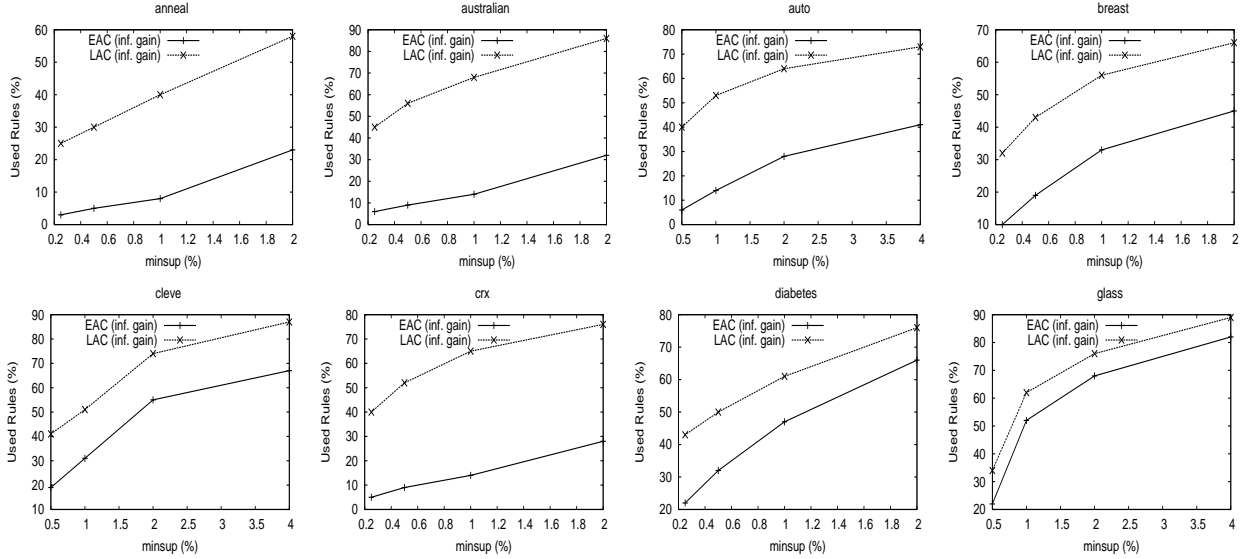 anneal
Used Rules (%)
60
50
40
30
20
10
0
EAC (inf. gain)
LAC (inf. gain)
0.2 0.4 0.6 0.8 1 1.2 1.4 1.6 1.8 2
minsup (%)
australian
Used Rules (%)
90
80
70
60
50
40
30
20
10
0
EAC (inf. gain)
LAC (inf. gain)
0.2 0.4 0.6 0.8 1 1.2 1.4 1.6 1.8 2
minsup (%)
auto
Used Rules (%)
80
70
60
50
40
30
20
10
0
EAC (inf. gain)
LAC (inf. gain)
0.5 1 1.5 2 2.5 3 3.5 4
minsup (%)
breast
Used Rules (%)
70
60
50
40
30
20
10
EAC (inf. gain)
LAC (inf. gain)
0.2 0.4 0.6 0.8 1 1.2 1.4 1.6 1.8 2
minsup (%)
cleve
Used Rules (%)
90
80
70
60
50
40
30
20
10
EAC (inf. gain)
LAC (inf. gain)
0.5 1 1.5 2 2.5 3 3.5 4
minsup (%)
crx
Used Rules (%)
80
70
60
50
40
30
20
10
0
EAC (inf. gain)
LAC (inf. gain)
0.2 0.4 0.6 0.8 1 1.2 1.4 1.6 1.8 2
minsup (%)
diabetes
Used Rules (%)
80
70
60
50
40
30
20
EAC (inf. gain)
LAC (inf. gain)
0.2 0.4 0.6 0.8 1 1.2 1.4 1.6 1.8 2
minsup (%)
glass
Used Rules (%)
90
80
70
60
50
40
30
20
EAC (inf. gain)
LAC (inf. gain)
0.5 1 1.5 2 2.5 3 3.5 4
minsup (%)